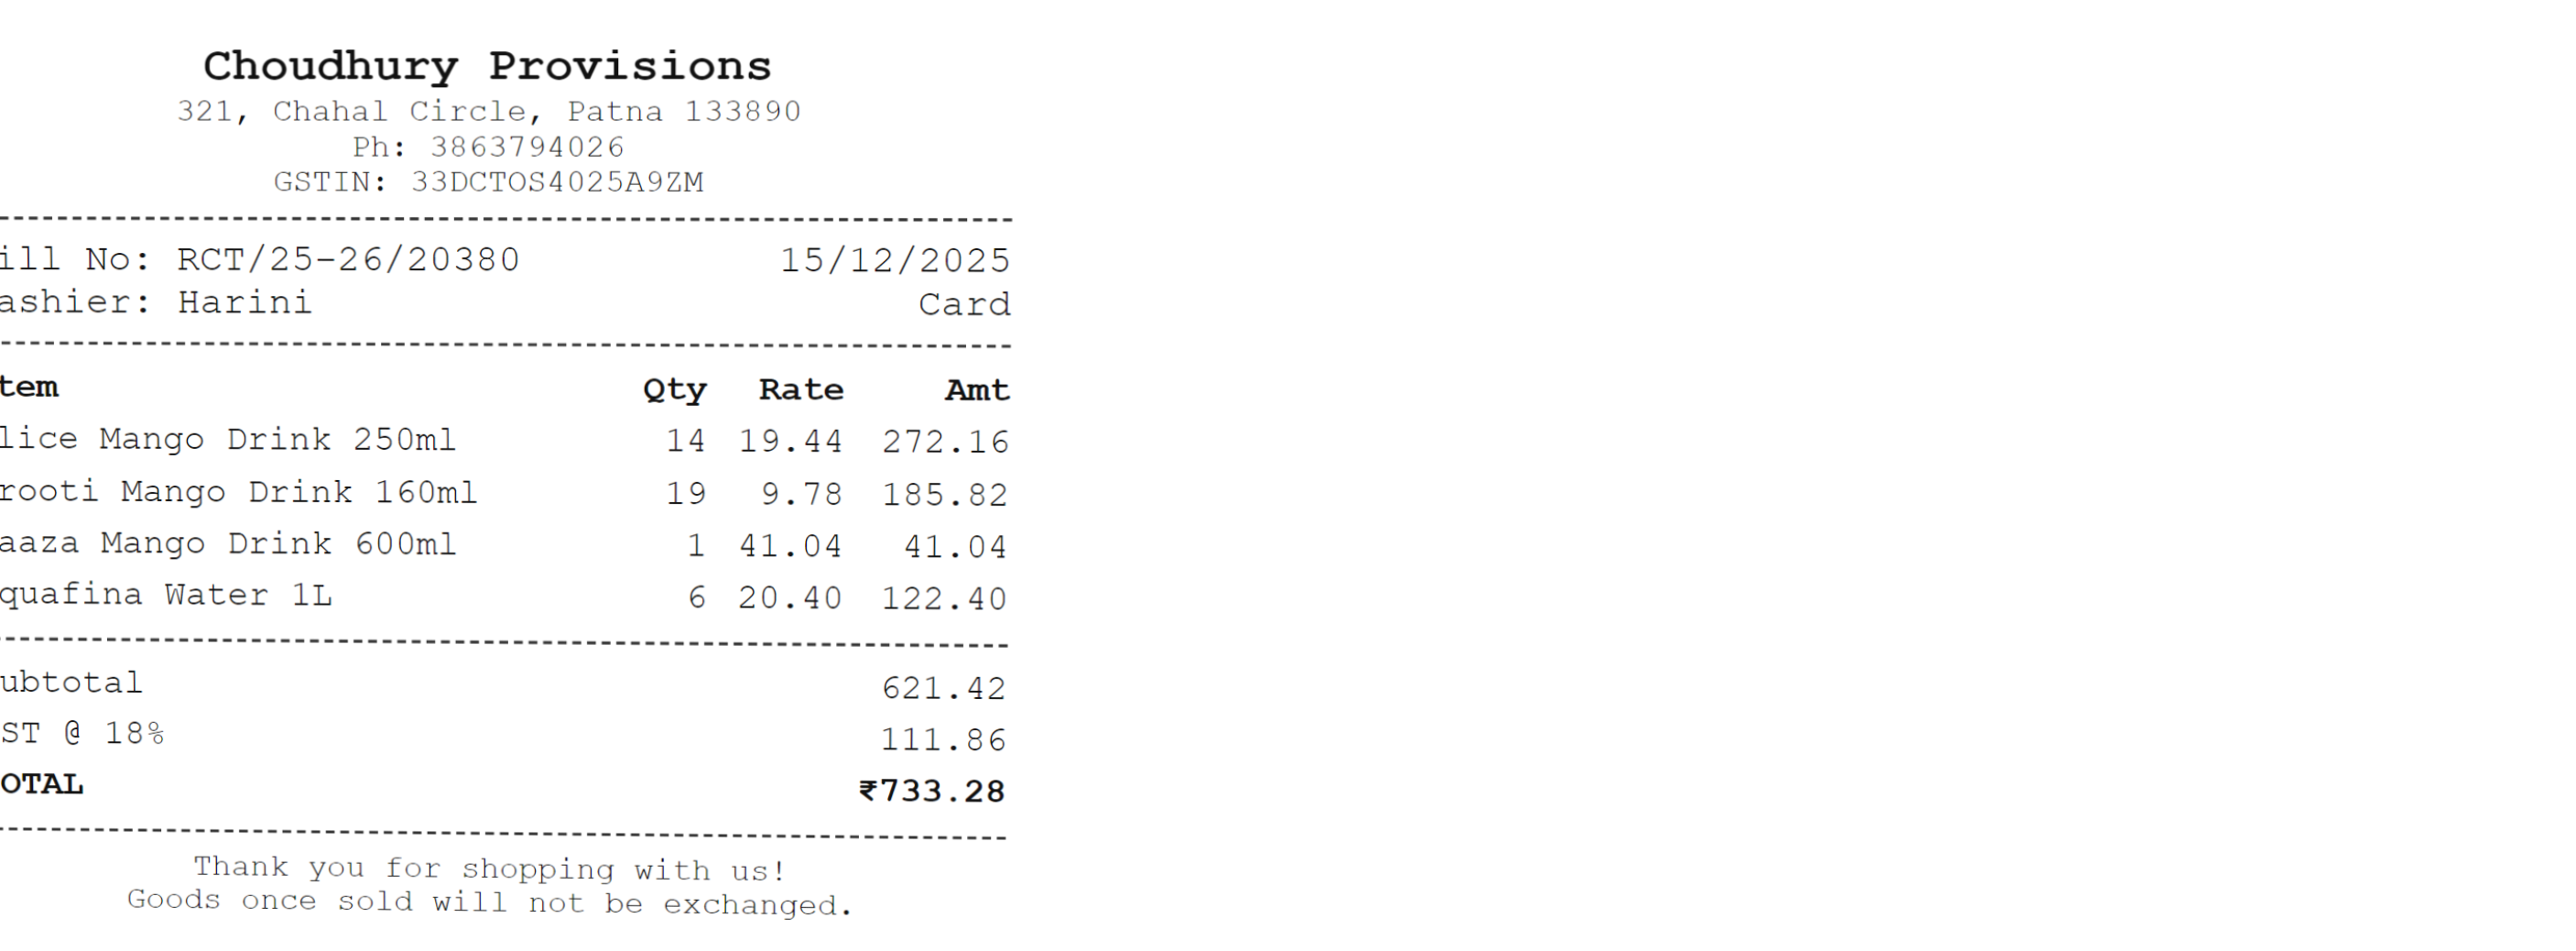 Choudhury Provisions
321, Chahal Circle, Patna 133890
Ph: 3863794026
GSTIN: 33DCTOS4025A9ZM
ill No: RCT/25-26/20380 15/12/2025
ashier: Harini Card
tem Qty Rate Amt
lice Mango Drink 250ml 14 19.44 272.16
rooti Mango Drink 160ml 19 9.78 185.82
aaza Mango Drink 600ml 1 41.04 41.04
quafina Water 1L 6 20.40 122.40
ubtotal 621.42
ST @ 18% 111.86
OTAL ₹733.28
Thank you for shopping with us!
Goods once sold will not be exchanged.